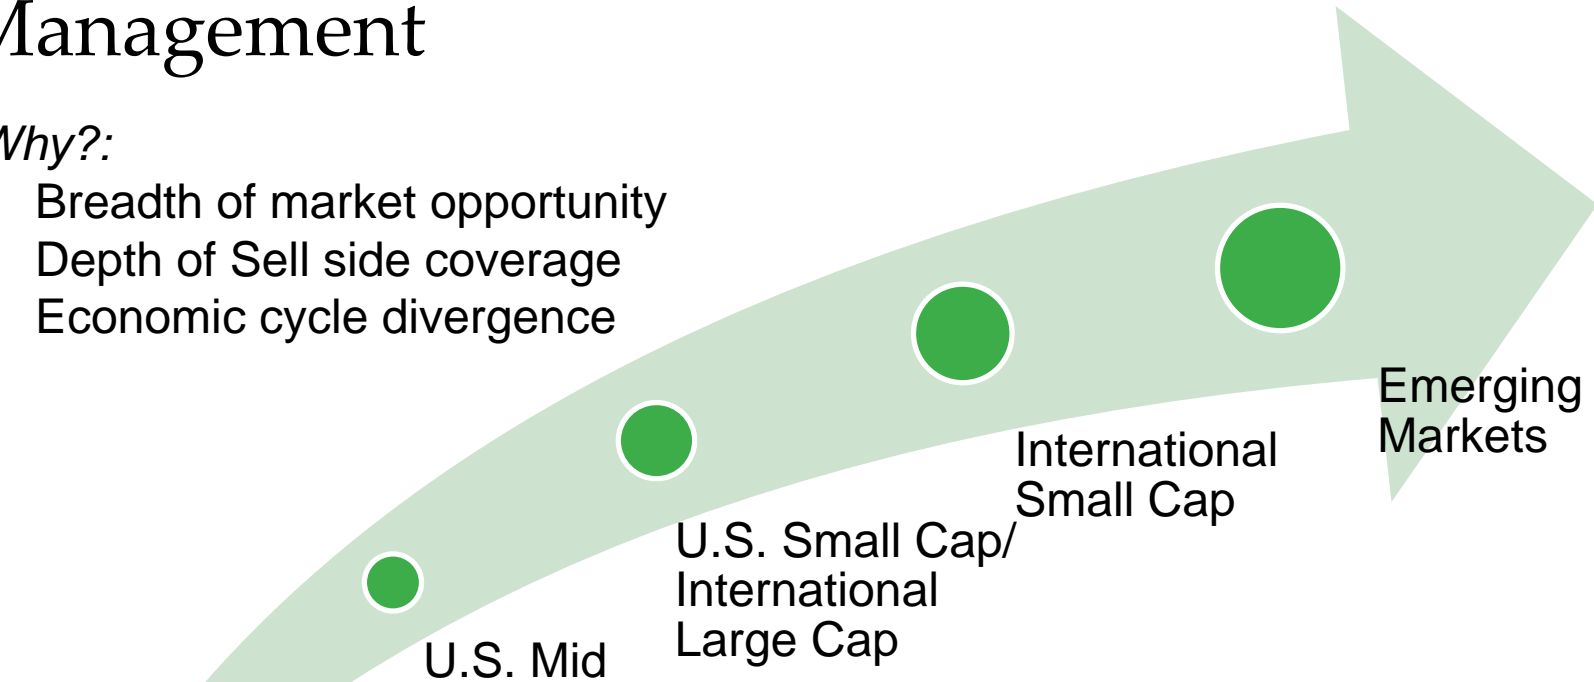 Management
Why?:
Breadth of market opportunity
Depth of Sell side coverage
Economic cycle divergence
Emerging
Markets
International
Small Cap
U.S. Small Cap/
International
Large Cap
U.S. Mid